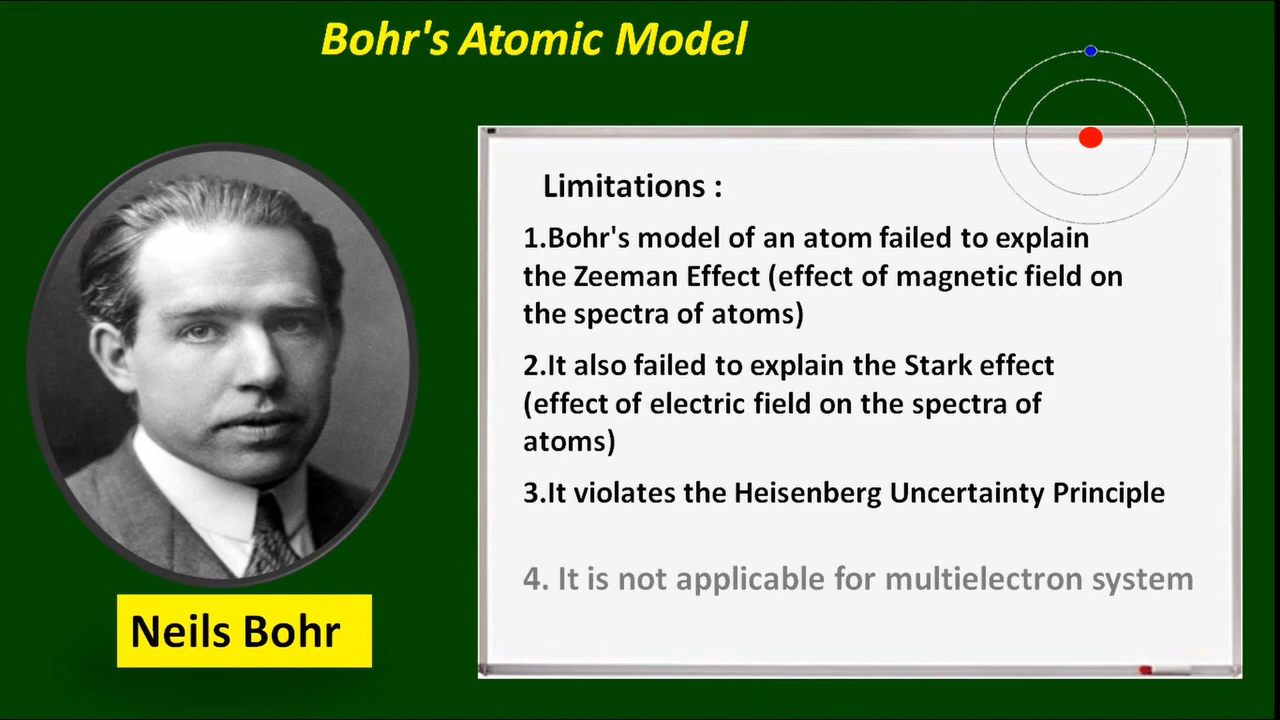 Bohr's Atomic Model
Limitations :
1.Bohr's model of an atom failed to explain
the Zeeman Effect (effect of magnetic field on
the spectra of atoms)
2.It also failed to explain the Stark effect
(effect of electric field on the spectra of
atoms)
3.It violates the Heisenberg Uncertainty Principle
4. It is not applicable for multielectron system
Neils Bohr